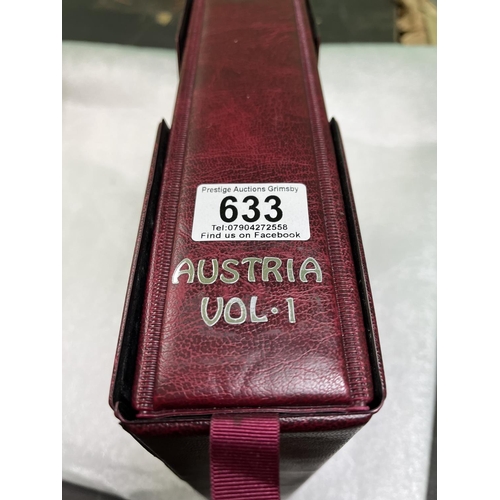 Prestige Auctions Grimsby
633
Tel:07904272558
Find us on Facebook
AUSTRIA
VOL·1